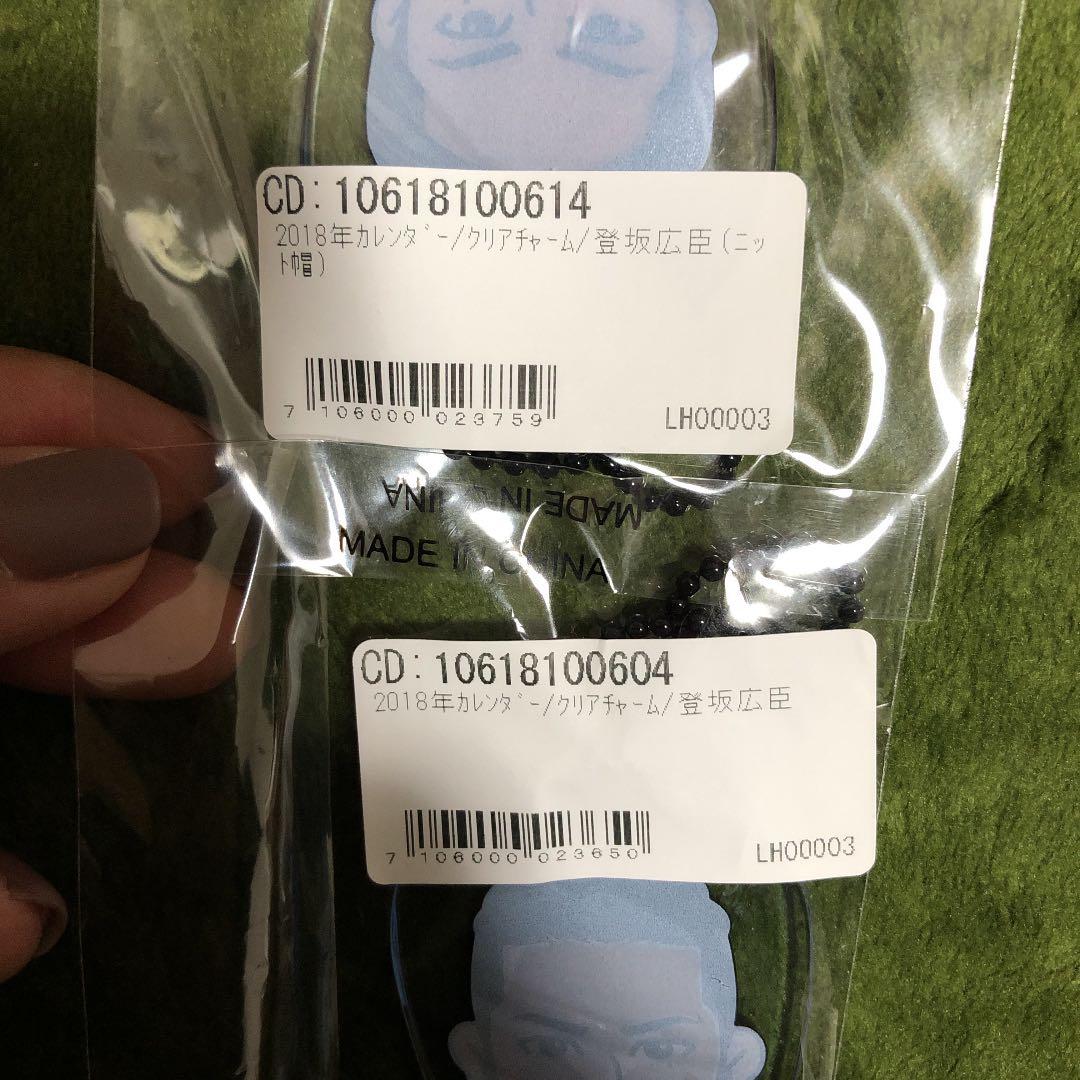 CD: 10618100614
2018年ｶﾚﾝﾀﾞｰ/ｸﾘｱﾁｬｰﾑ/登坂広臣(ﾆｯ
ﾄ帽)
7 106000 023759
LH00003
MADE IN CHINA
MADE IN CHINA
CD: 10618100604
2018年ｶﾚﾝﾀﾞｰ/ｸﾘｱﾁｬｰﾑ/登坂広臣
7 106000 023650
LH00003